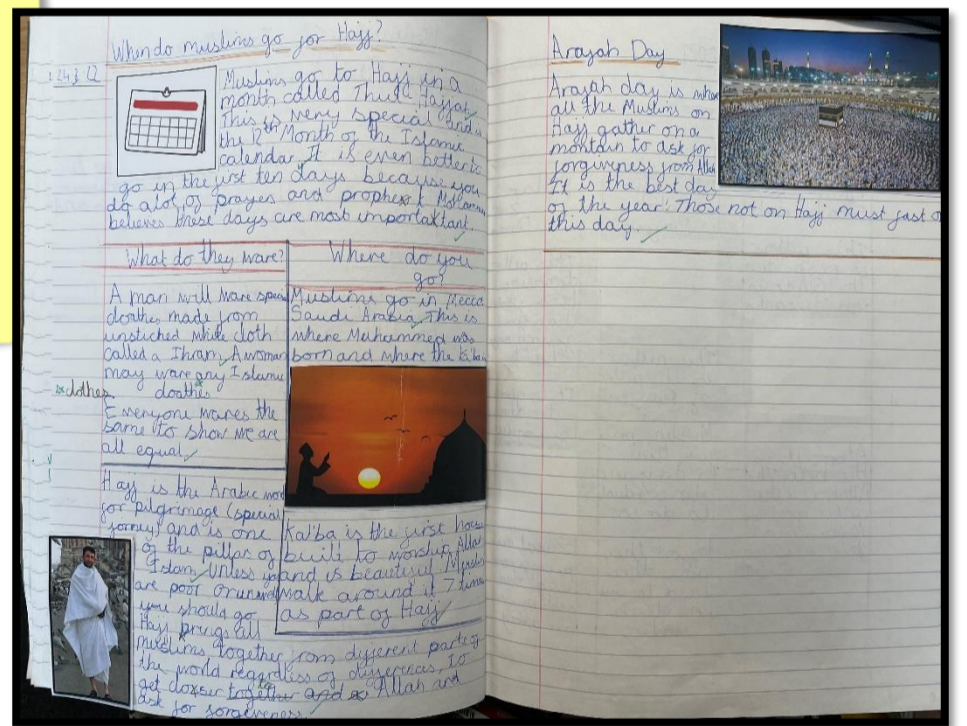 When do muslims go for Hajj?
Muslims go to Hajj in a
month called Thul Hajjah
This is very special and is
the 12th Month of the Islamic
calendar. It is even better to
go in the first ten days because you
do alot of prayer and prophet Mohammed
believes these days are most important.
What do they ware?
A man will ware special
cloathes made from
unstiched white cloth
called a Ihram. A woman
may ware any Islamic
cloathes
*clothes
Everyone wares the
same to show we are
all equal
Where do you
go?
Muslims go in Mecca
Saudi Arabia. This is
where Muhammed was
born and where the Ka'ba
Ka'ba is the first house
built to worship Allah
and is beautiful. Muslims
walk around it 7 times
as part of Hajj
Hajj is the Arabic word
for pilgrimage (special
jorney) and is one
of the pillar of
Islam. Unless you
are poor or unwell
you should go
Hajj brings all
muslims together from different parts of
the world regardless of differences, to
get closer together and to Allah and
ask for forgiveness.
Arafah Day
Arafah day is when
all the Muslims on
Hajj gather on a
montain to ask for
forgiveness from Allah
It is the best day
of the year. Those not on Hajj must fast on
this day.